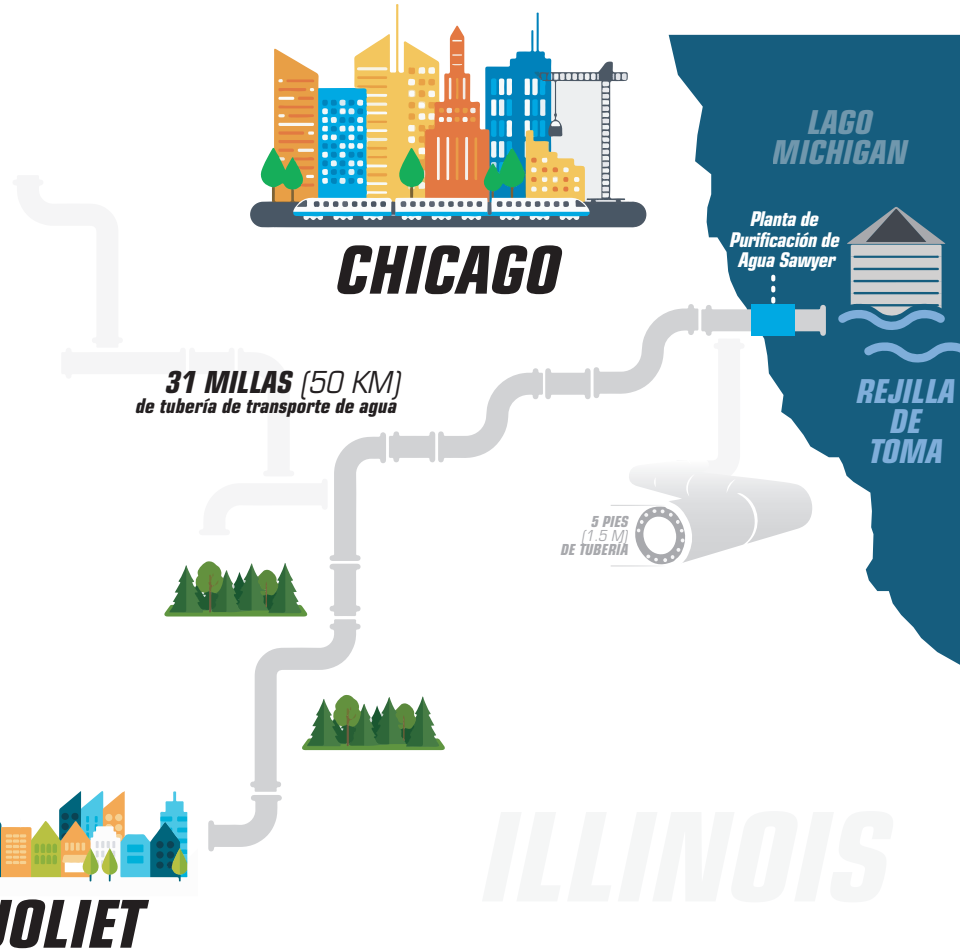 LAGO
MICHIGAN
Planta de
Purificación de
Agua Sawyer
CHICAGO
31 MILLAS (50 KM)
de tubería de transporte de agua
REJILLA
DE
TOMA
5 PIES
(1.5 M)
DE TUBERÍA
ILLINOIS
JOLIET